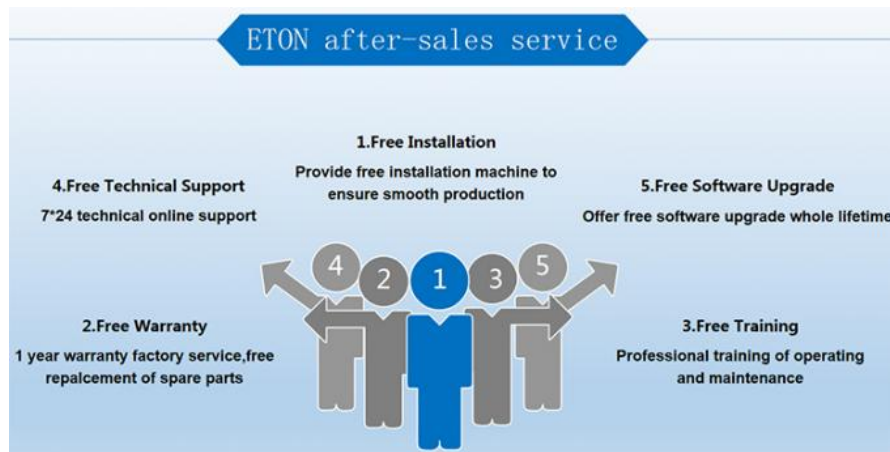 ETON after-sales service
1.Free Installation
Provide free installation machine to
ensure smooth production
4.Free Technical Support
7*24 technical online support
5.Free Software Upgrade
Offer free software upgrade whole lifetime
4
2
1
3
5
2.Free Warranty
1 year warranty factory service,free
repalcement of spare parts
3.Free Training
Professional training of operating
and maintenance